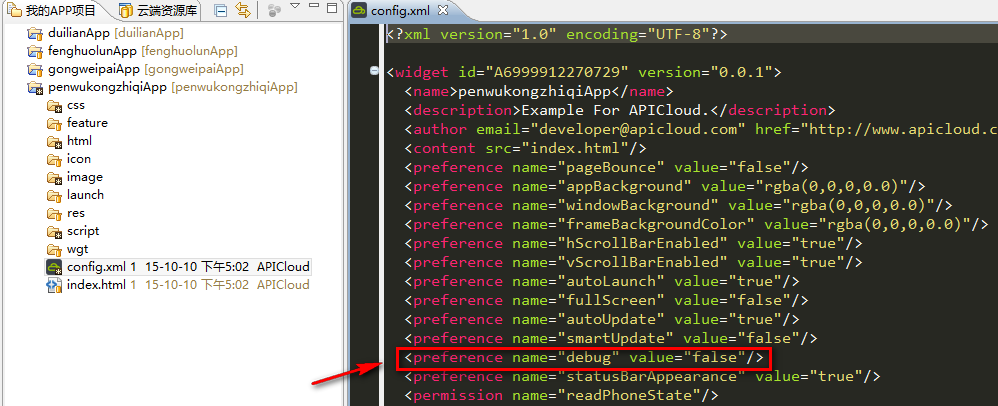 我的APP项目
云端资源库
duilianApp [duilianApp]
fenghuolunApp [fenghuolunApp]
gongweipaiApp [gongweipaiApp]
penwukongzhiqiApp [penwukongzhiqiApp]
css
feature
html
icon
image
launch
res
script
wgt
config.xml 1 15-10-10 下午5:02 APICloud
index.html 1 15-10-10 下午5:02 APICloud
config.xml
<?xml version="1.0" encoding="UTF-8"?>
<widget id="A6999912270729" version="0.0.1">
<name>penwukongzhiqiApp</name>
<description>Example For APICloud.</description>
<author email="developer@apicloud.com" href="http://www.apicloud.c
<content src="index.html"/>
<preference name="pageBounce" value="false"/>
<preference name="appBackground" value="rgba(0,0,0,0.0)"/>
<preference name="windowBackground" value="rgba(0,0,0,0.0)"/>
<preference name="frameBackgroundColor" value="rgba(0,0,0,0.0)"/>
<preference name="hScrollBarEnabled" value="true"/>
<preference name="vScrollBarEnabled" value="true"/>
<preference name="autoLaunch" value="true"/>
<preference name="fullScreen" value="false"/>
<preference name="autoUpdate" value="true"/>
<preference name="smartUpdate" value="false"/>
<preference name="debug" value="false"/>
<preference name="statusBarAppearance" value="true"/>
<permission name="readPhoneState"/>